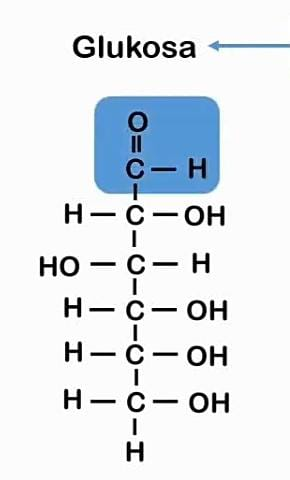 Glukosa
O
C — H
H — C — OH
HO — C — H
H — C — OH
H — C — OH
H — C — OH
H